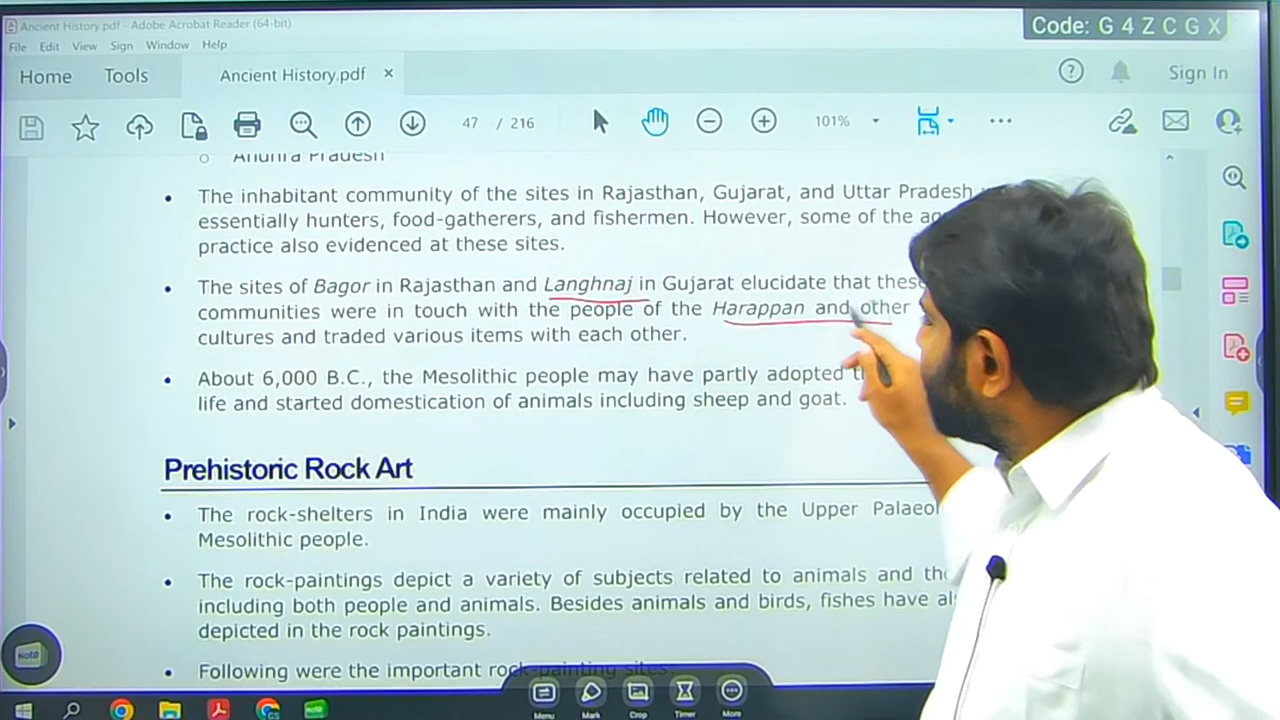 Ancient History.pdf - Adobe Acrobat Reader (64-bit)
Code: G 4 Z C G X
File Edit View Sign Window Help
Home Tools Ancient History.pdf × Sign In
47 / 216 101%
o Andhra Pradesh
• The inhabitant community of the sites in Rajasthan, Gujarat, and Uttar Pradesh
essentially hunters, food-gatherers, and fishermen. However, some of the
practice also evidenced at these sites.
• The sites of Bagor in Rajasthan and Langhnaj in Gujarat elucidate that these
communities were in touch with the people of the Harappan and other
cultures and traded various items with each other.
• About 6,000 B.C., the Mesolithic people may have partly adopted
life and started domestication of animals including sheep and goat.
Prehistoric Rock Art
• The rock-shelters in India were mainly occupied by the Upper
Mesolithic people.
• The rock-paintings depict a variety of subjects related to animals and
including both people and animals. Besides animals and birds, fishes have
depicted in the rock paintings.
• Following were the important rock-painting sites
Note
Menu Mark Crop Timer More